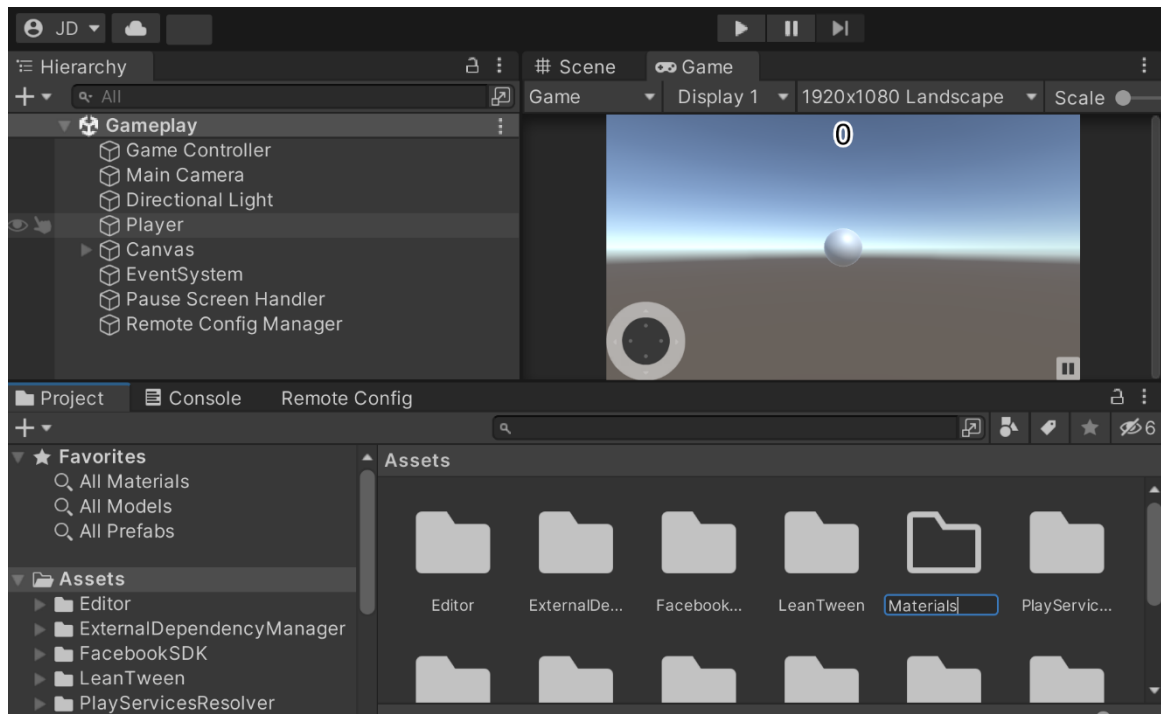 JD
Hierarchy
# Scene
Game
All
Game
Display 1
1920x1080 Landscape
Scale
Gameplay
0
Game Controller
Main Camera
Directional Light
Player
Canvas
EventSystem
Pause Screen Handler
Remote Config Manager
Project
Console
Remote Config
6
Favorites
Assets
All Materials
All Models
All Prefabs
Assets
Editor
ExternalDependencyManager
FacebookSDK
LeanTween
PlayServicesResolver
Editor
ExternalDe...
Facebook...
LeanTween
Materials
PlayServic...